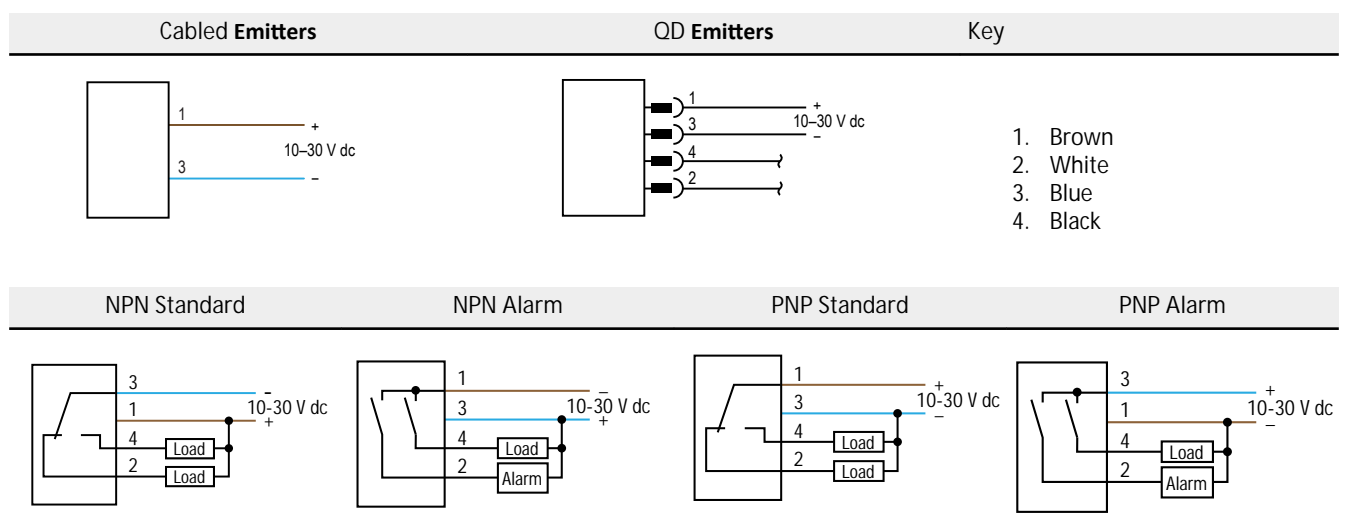 Cabled Emitters QD Emitters Key
1
+
10–30 V dc
3
–
1
+
10–30 V dc
3
–
4
2
1. Brown
2. White
3. Blue
4. Black
NPN Standard NPN Alarm PNP Standard PNP Alarm
3
–
10-30 V dc
1
+
4
Load
2
Load
1
–
10-30 V dc
3
+
4
Load
2
Alarm
1
+
10-30 V dc
3
–
4
Load
2
Load
3
+
10-30 V dc
1
–
4
Load
2
Alarm